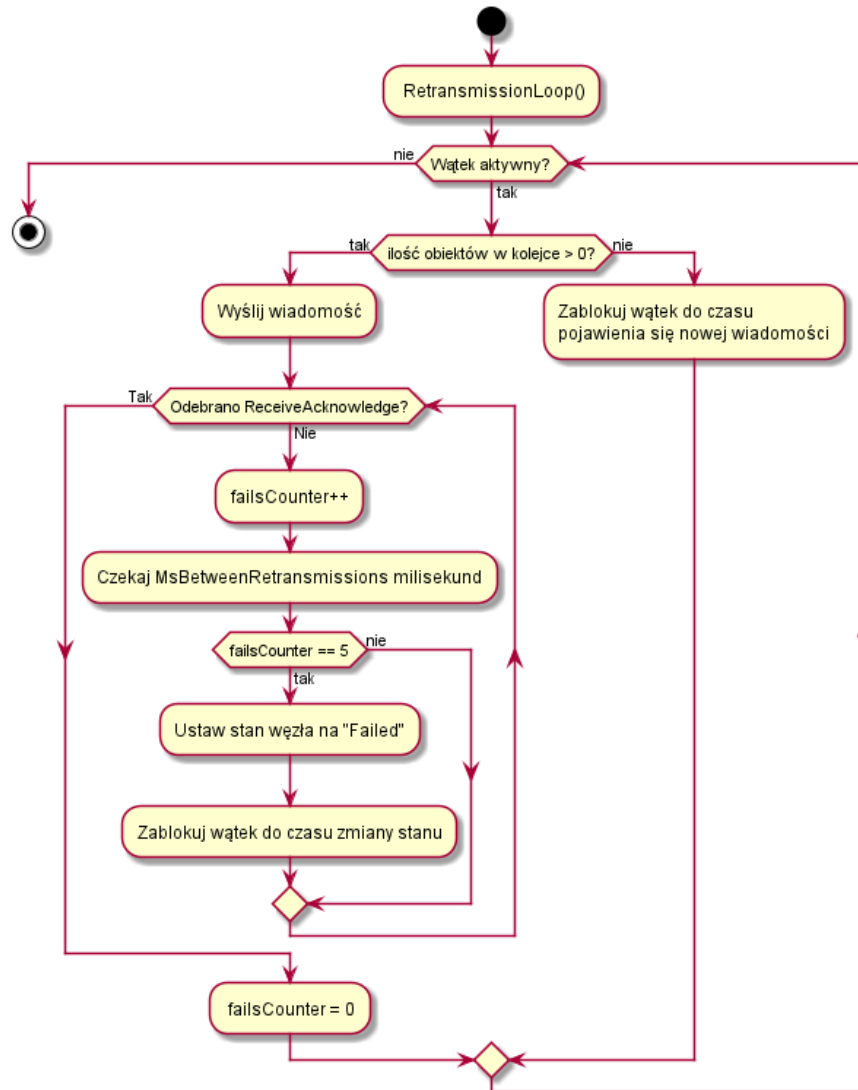 RetransmissionLoop()
nie
Wątek aktywny?
tak
tak
ilość obiektów w kolejce > 0?
nie
Wyślij wiadomość
Zablokuj wątek do czasu
pojawienia się nowej wiadomości
Tak
Odebrano ReceiveAcknowledge?
Nie
failsCounter++
Czekaj MsBetweenRetransmissions milisekund
failsCounter == 5
nie
tak
Ustaw stan węzła na "Failed"
Zablokuj wątek do czasu zmiany stanu
failsCounter = 0